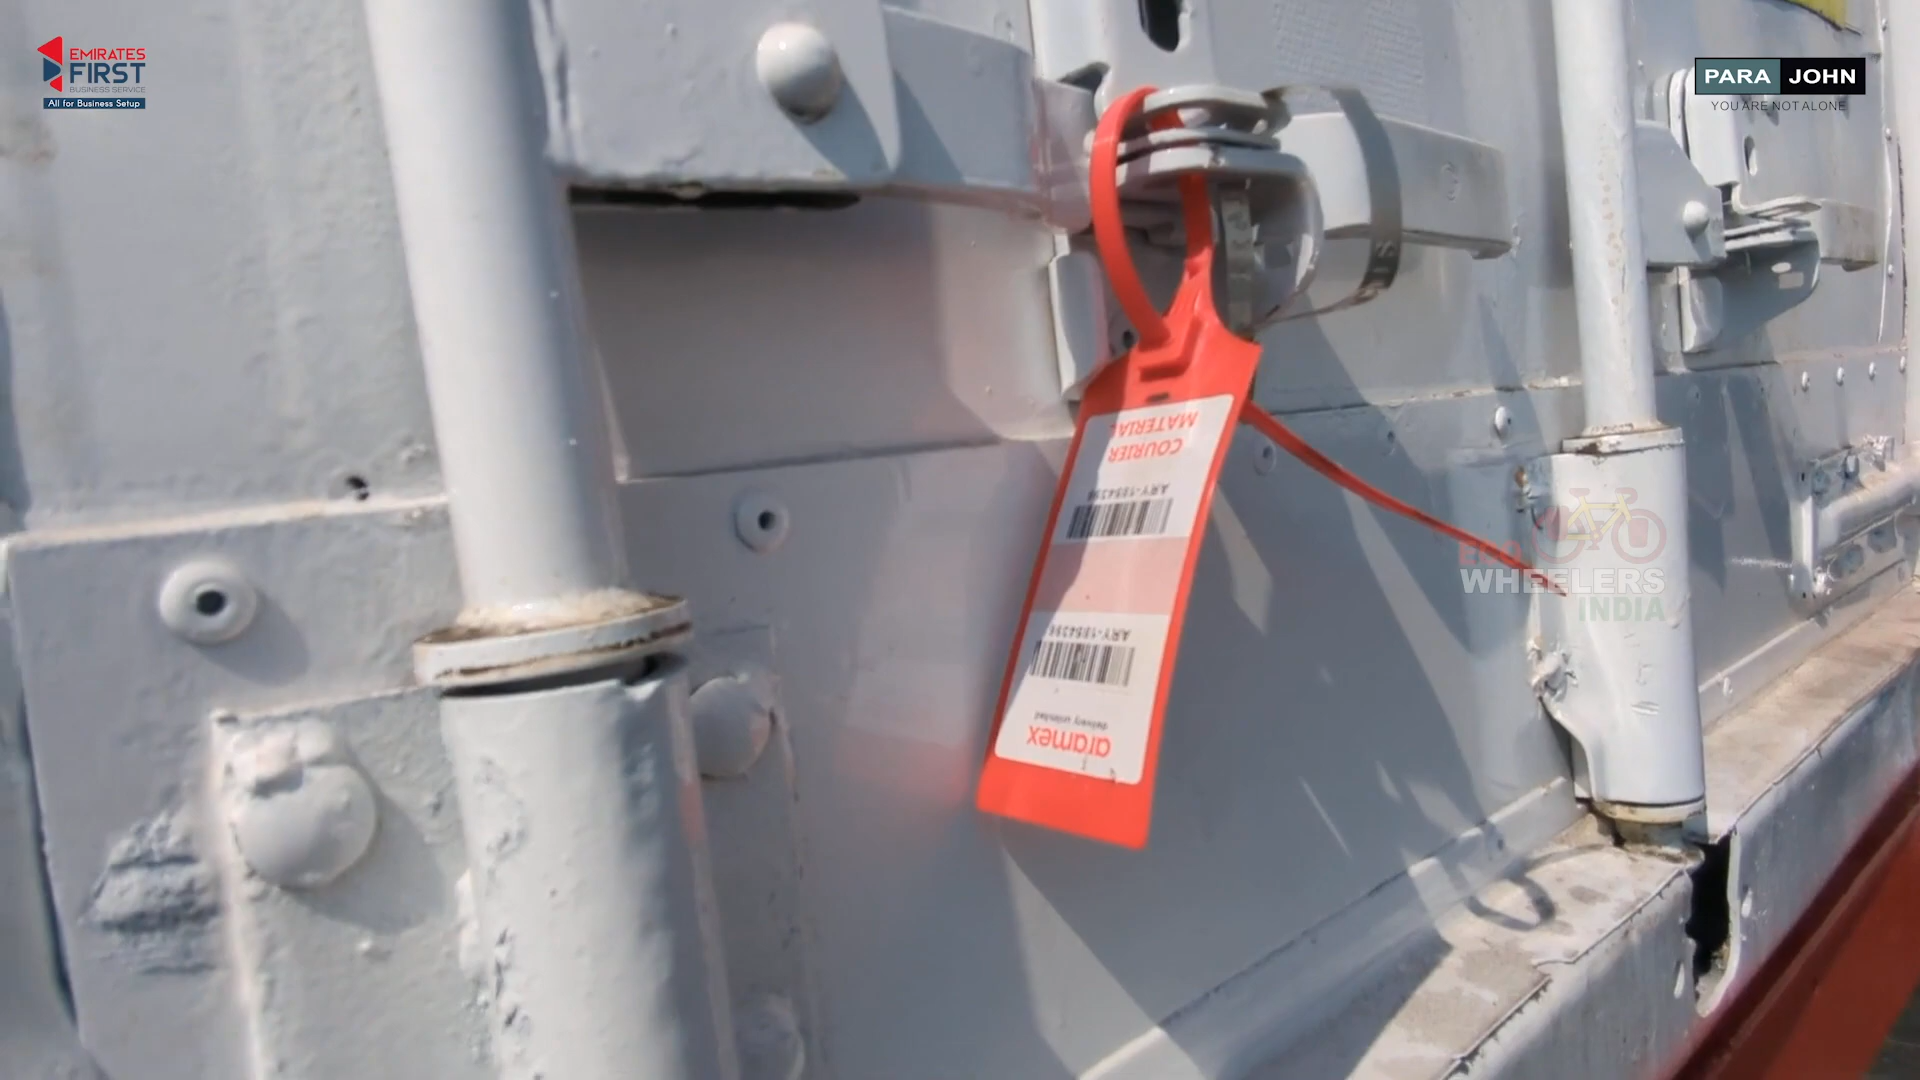 EMIRATES
FIRST
BUSINESS SERVICE
All for Business Setup
PARA JOHN
YOU ARE NOT ALONE
COURIER
MATERIAL
aramex
delivery unlimited
WHEELERS
INDIA